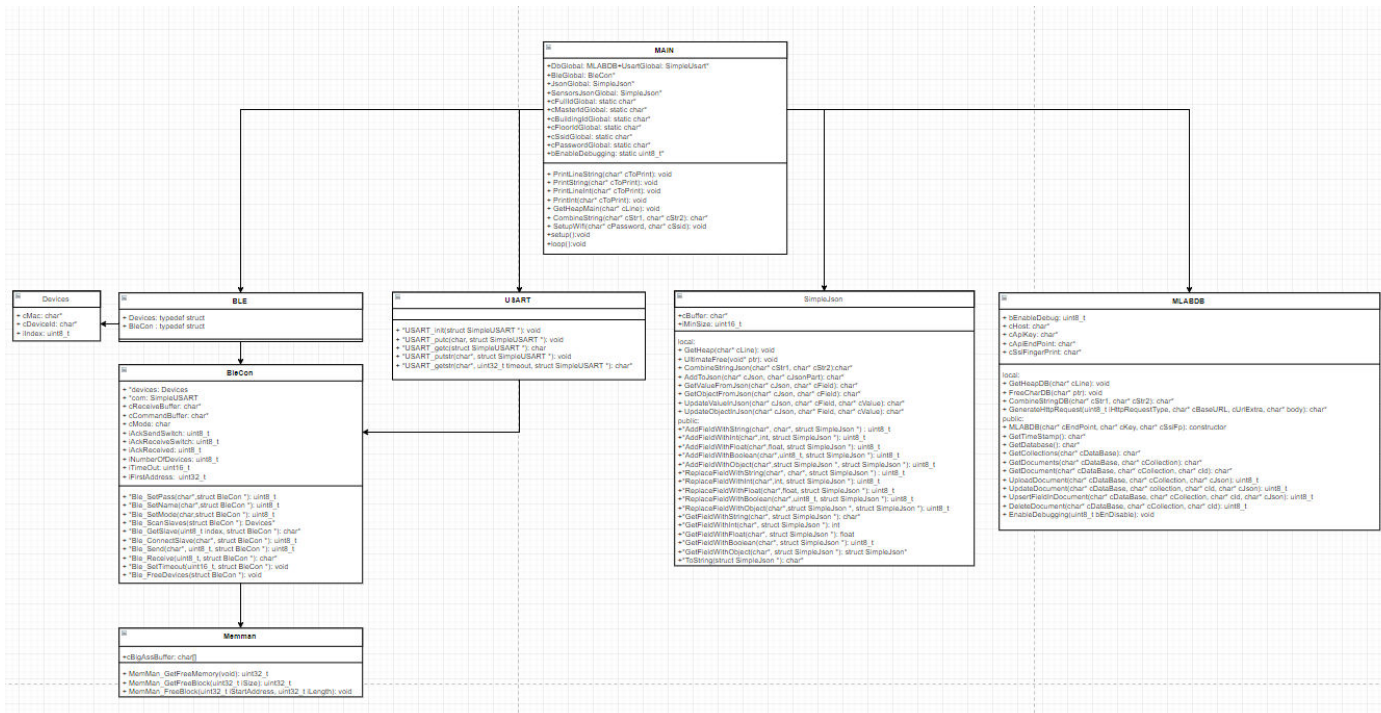 MAIN
+DbGlobal: MLABDB+UsartGlobal: SimpleUsart*
+BleGlobal: BleCon*
+JsonGlobal: SimpleJson*
+SensorsJsonGlobal: SimpleJson*
+cFullIdGlobal: static char*
+cMasterIdGlobal: static char*
+cBuildingIdGlobal: static char*
+cFloorIdGlobal: static char*
+cSsidGlobal: static char*
+cPasswordGlobal: static char*
+bEnableDebugging: static uint8_t*
+ PrintLineString(char* cToPrint): void
+ PrintString(char* cToPrint): void
+ PrintLineInt(char* cToPrint): void
+ PrintInt(char* cToPrint): void
+ GetHeapMain(char* cLine): void
+ CombineString(char* cStr1, char* cStr2): char*
+ SetupWifi(char* cPassword, char* cSsid): void
+setup():void
+loop():void
Devices
+ cMac: char*
+ cDeviceId: char*
+ iIndex: uint8_t
BLE
+ Devices: typedef struct
+ BleCon : typedef struct
USART
+ *USART_init(struct SimpleUSART *): void
+ *USART_putc(char, struct SimpleUSART *): void
+ *USART_getc(struct SimpleUSART *): char
+ *USART_putstr(char*, struct SimpleUSART *): void
+ *USART_getstr(char*, uint32_t timeout, struct SimpleUSART *): char*
SimpleJson
+cBuffer: char*
+iMinSize: uint16_t
local:
+ GetHeap(char* cLine): void
+ UltimateFree(void* ptr): void
+ CombineStringJson(char* cStr1, char* cStr2):char*
+ AddToJson(char* cJson, char* cJsonPart): char*
+ GetValueFromJson(char* cJson, char* cField): char*
+ GetObjectFromJson(char* cJson, char* cField): char*
+ UpdateValueInJson(char* cJson, char* cField, char* cValue): char*
+ UpdateObjectInJson(char* cJson, char* Field, char* cValue): char*
public:
+ *AddFieldWithString(char*, char*, struct SimpleJson *) : uint8_t
+ *AddFieldWithInt(char*,int, struct SimpleJson *): uint8_t
+ *AddFieldWithFloat(char*,float, struct SimpleJson *): uint8_t
+ *AddFieldWithBoolean(char*,uint8_t, struct SimpleJson *): uint8_t
+ *AddFieldWithObject(char*,struct SimpleJson *, struct SimpleJson *): uint8_t
+ *ReplaceFieldWithString(char*, char*, struct SimpleJson *) : uint8_t
+ *ReplaceFieldWithInt(char*,int, struct SimpleJson *): uint8_t
+ *ReplaceFieldWithFloat(char*,float, struct SimpleJson *): uint8_t
+ *ReplaceFieldWithBoolean(char*,uint8_t, struct SimpleJson *): uint8_t
+ *ReplaceFieldWithObject(char*,struct SimpleJson *, struct SimpleJson *): uint8_t
+ *GetFieldWithString(char*, struct SimpleJson *): char*
+ *GetFieldWithInt(char*, struct SimpleJson *): int
+ *GetFieldWithFloat(char*, struct SimpleJson *): float
+ *GetFieldWithBoolean(char*, struct SimpleJson *): uint8_t
+ *GetFieldWithObject(char*, struct SimpleJson *): struct SimpleJson*
+ *ToString(struct SimpleJson *): char*
MLABDB
+ bEnableDebug: uint8_t
+ cHost: char*
+ cApiKey: char*
+ cApiEndPoint: char*
+ cSslFingerPrint: char*
local:
+ GetHeapDB(char* cLine): void
+ FreeCharDB(char* ptr): void
+ CombineStringDB(char* cStr1, char* cStr2): char*
+ GenerateHttpRequest(uint8_t iHttpRequestType, char* cBaseURL, cUrlExtra, char* body): char*
public:
+ MLABDB(char* cEndPoint, char* cKey, char* cSslFp): constructor
+ GetTimeStamp(): char*
+ GetDatabase(): char*
+ GetCollections(char* cDataBase): char*
+ GetDocuments(char* cDataBase, char* cCollection): char*
+ GetDocument(char* cDataBase, char* cCollection, char* cId): char*
+ UploadDocument(char* cDataBase, char* cCollection, char* cJson): uint8_t
+ UpdateDocument(char* cDataBase, char* collection, char* cId, char* cJson): uint8_t
+ UpsertFieldInDocument(char* cDataBase, char* cCollection, char* cId, char* cJson): uint8_t
+ DeleteDocument(char* cDataBase, char* cCollection, char* cId): uint8_t
+ EnableDebugging(uint8_t bEnDisable): void
BleCon
+ *devices: Devices
+ *com: SimpleUSART
+ cReceiveBuffer: char*
+ cCommandBuffer: char*
+ cMode: char
+ iAckSendSwitch: uint8_t
+ iAckReceiveSwitch: uint8_t
+ iAckReceived: uint8_t
+ iNumberOfDevices: uint8_t
+ iTimeOut: uint16_t
+ iFirstAddress: uint32_t
+ *Ble_SetPass(char*,struct BleCon *): uint8_t
+ *Ble_SetName(char*,struct BleCon *): uint8_t
+ *Ble_SetMode(char,struct BleCon *): uint8_t
+ *Ble_ScanSlaves(struct BleCon *): Devices*
+ *Ble_GetSlave(uint8_t index, struct BleCon *): char*
+ *Ble_ConnectSlave(char*, struct BleCon *): uint8_t
+ *Ble_Send(char*, uint8_t, struct BleCon *): uint8_t
+ *Ble_Receive(uint8_t, struct BleCon *): char*
+ *Ble_SetTimeout(uint16_t, struct BleCon *): void
+ *Ble_FreeDevices(struct BleCon *): void
Memman
+cBigAssBuffer: char[]
+ MemMan_GetFreeMemory(void): uint32_t
+ MemMan_GetFreeBlock(uint32_t iSize): uint32_t
+ MemMan_FreeBlock(uint32_t iStartAddress, uint32_t iLength): void